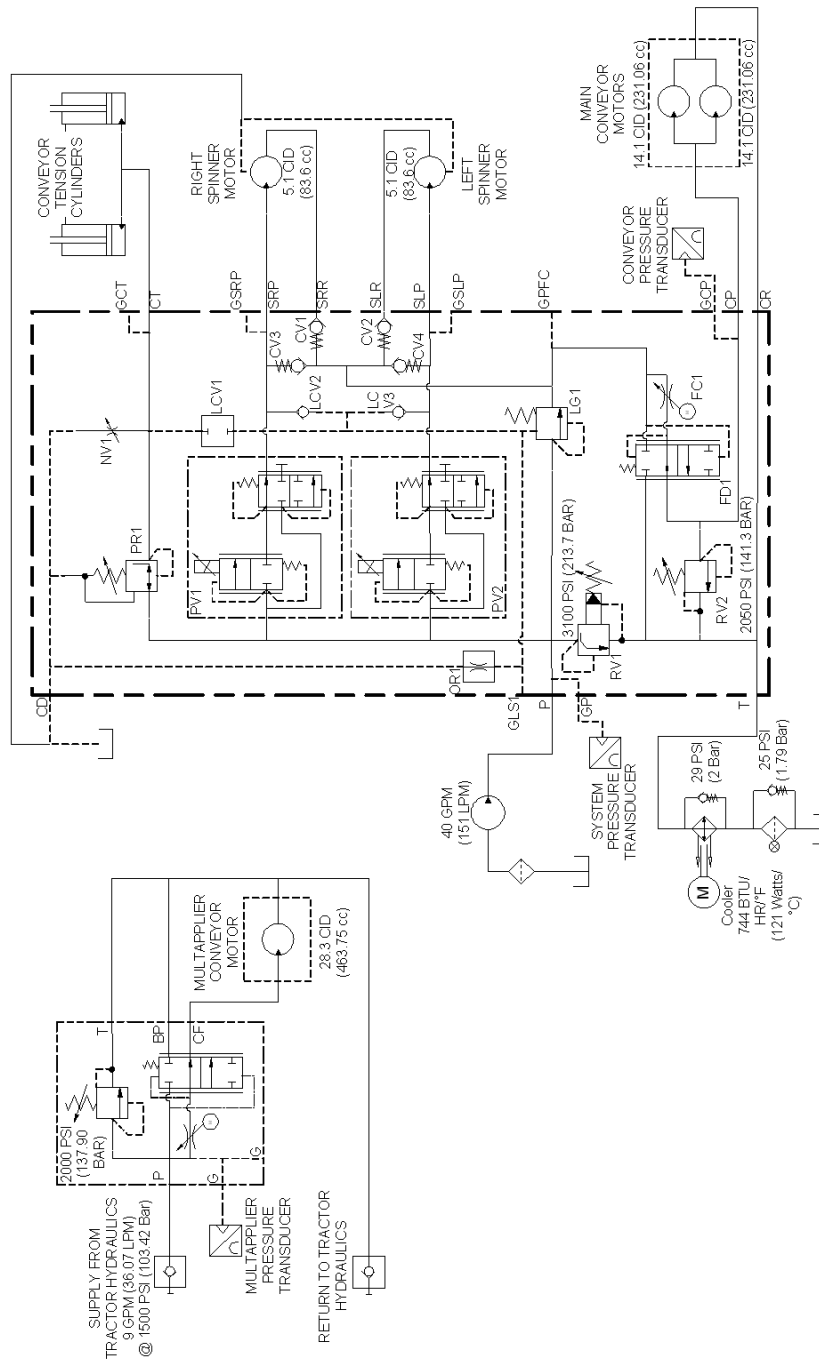 CONVEYOR
TENSION
CYLINDERS
GCT
CT
RIGHT
SPINNER
MOTOR
5.1 CID
(83.6 cc)
5.1 CID
(83.6 cc)
LEFT
SPINNER
MOTOR
MAIN
CONVEYOR
MOTORS
14.1 CID (231.06 cc)
14.1 CID (231.06 cc)
CONVEYOR
PRESSURE
TRANSDUCER
GSRP
SRP
SRR
SLR
SLP
GSLP
GPFC
GCP
CP
CR
CV3
CV1
CV2
CV4
LCV2
LC
V3
LCV1
NV1
LG1
FC1
FD1
PR1
PV1
PV2
3100 PSI (213.7 BAR)
RV1
RV2
2050 PSI (141.3 BAR)
OR1
CD
GLS1
P
GP
T
40 GPM
(151 LPM)
SYSTEM
PRESSURE
TRANSDUCER
29 PSI
(2 Bar)
25 PSI
(1.79 Bar)
M
Cooler
744 BTU/
HR/°F
(121 Watts/
°C)
MULTAPPLIER
CONVEYOR
MOTOR
28.3 CID
(463.75 cc)
T
BP
CF
2000 PSI
(137.90
BAR)
P
G
G
SUPPLY FROM
TRACTOR HYDRAULICS
9 GPM (36.07 LPM)
@ 1500 PSI (103.42 Bar)
MULTAPPLIER
PRESSURE
TRANSDUCER
RETURN TO TRACTOR
HYDRAULICS